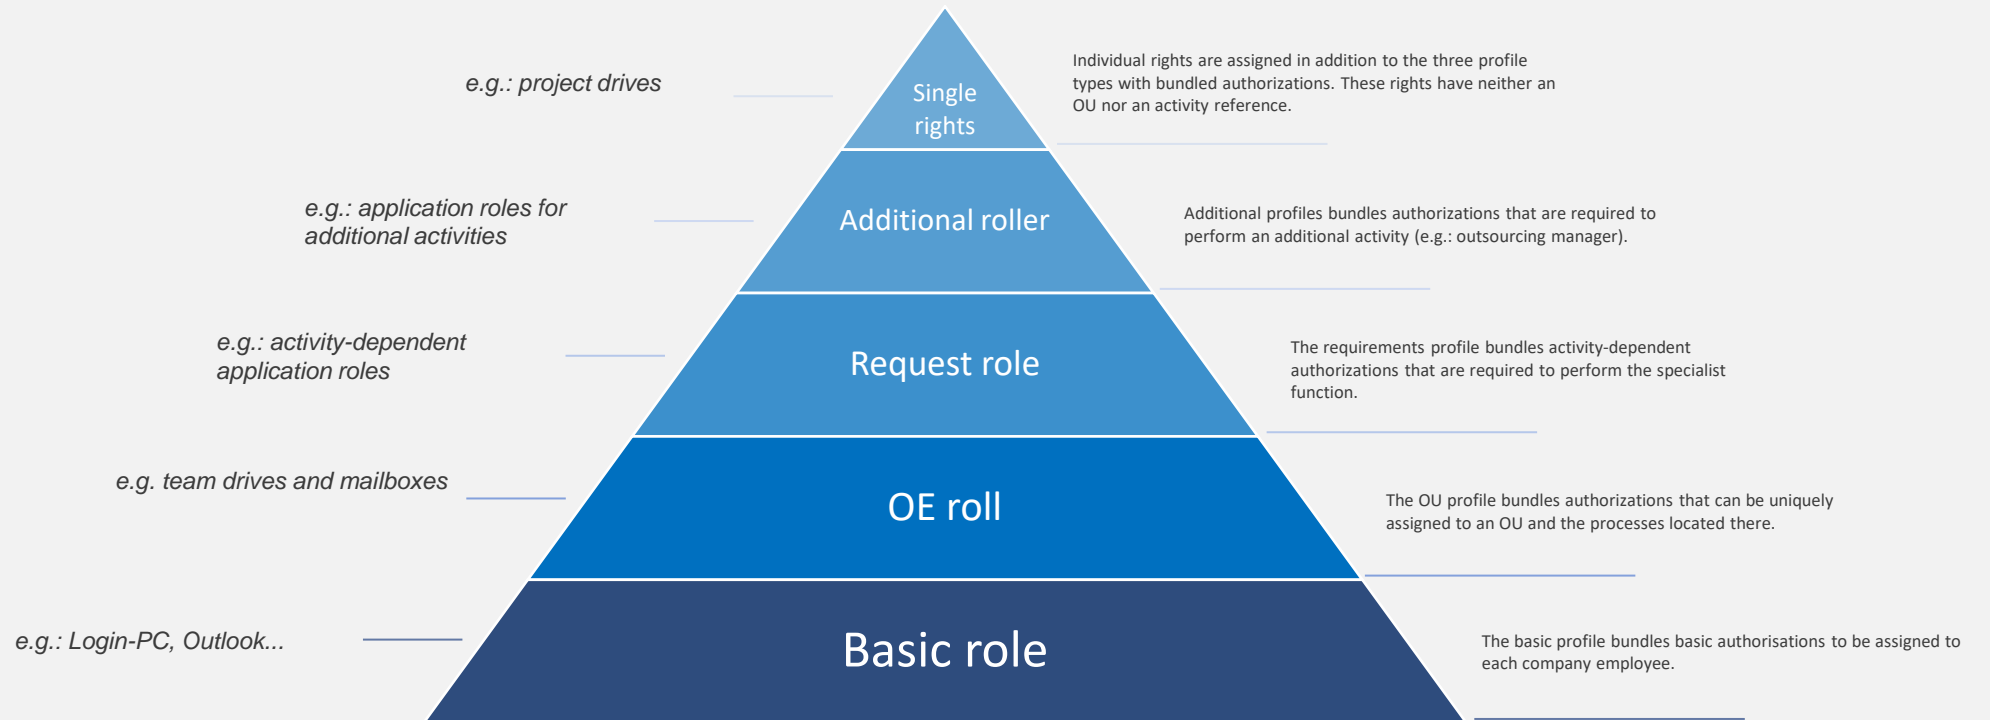 e.g.: project drives
Single
rights
Individual rights are assigned in addition to the three profile
types with bundled authorizations. These rights have neither an
OU nor an activity reference.
e.g.: application roles for
additional activities
Additional roller
Additional profiles bundles authorizations that are required to
perform an additional activity (e.g.: outsourcing manager).
e.g.: activity-dependent
application roles
Request role
The requirements profile bundles activity-dependent
authorizations that are required to perform the specialist
function.
e.g. team drives and mailboxes
OE roll
The OU profile bundles authorizations that can be uniquely
assigned to an OU and the processes located there.
e.g.: Login-PC, Outlook...
Basic role
The basic profile bundles basic authorisations to be assigned to
each company employee.